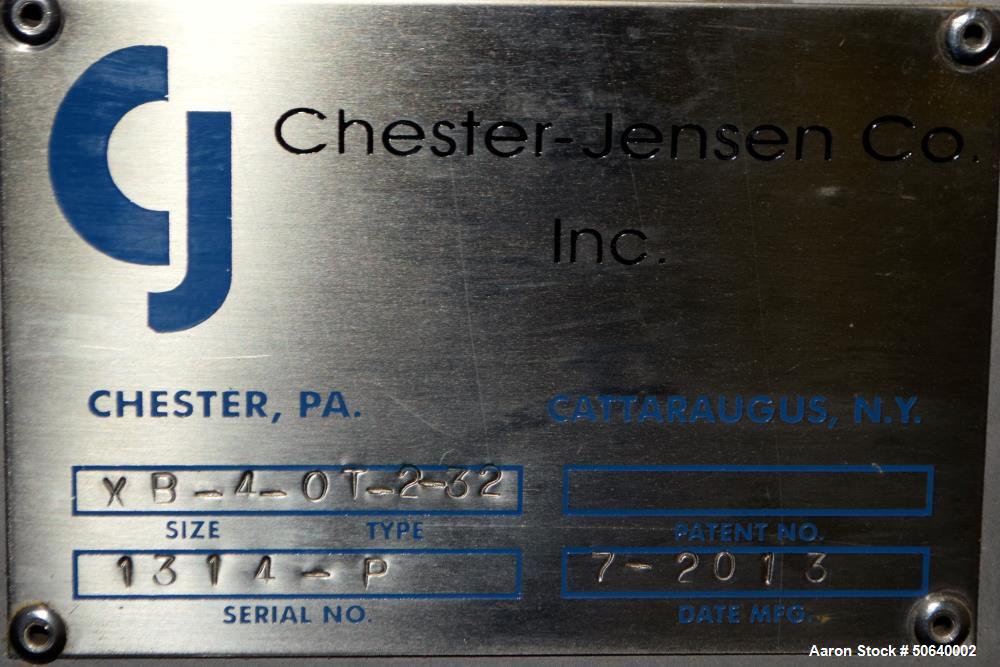 CJ
Chester-Jensen Co.
Inc.
CHESTER, PA. CATTARAUGUS, N.Y.
XB-4-OT-2-32
SIZE TYPE PATENT NO.
1314-P 7-2013
SERIAL NO. DATE MFG.
Aaron Stock # 50640002